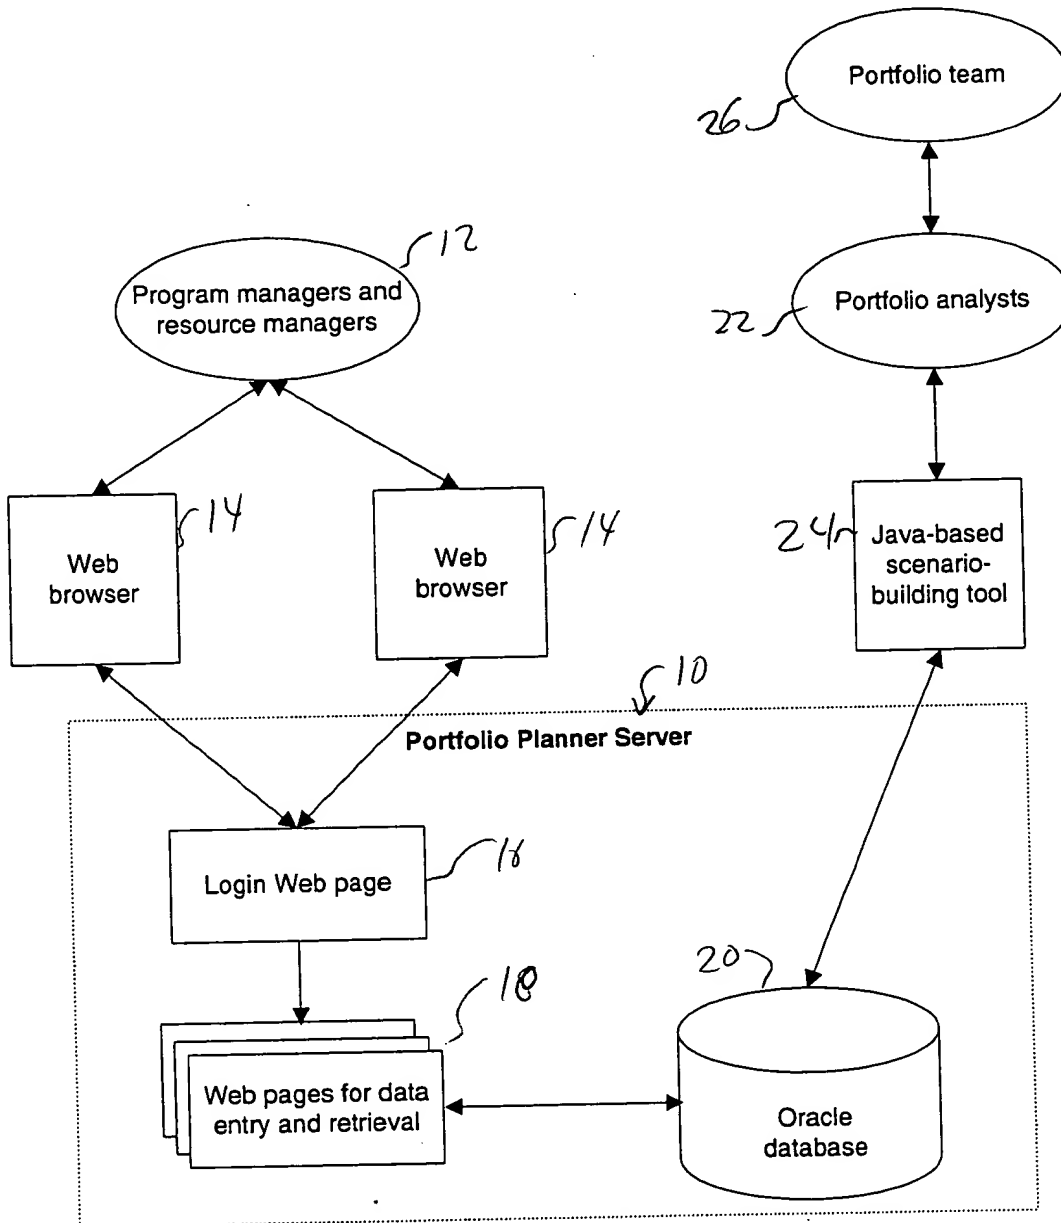 Portfolio team
26
12
Program managers and
resource managers
Portfolio analysts
22
14
14
Web
browser
Web
browser
24
Java-based
scenario-
building tool
10
Portfolio Planner Server
Login Web page
20
18
Web pages for data
entry and retrieval
Oracle
database